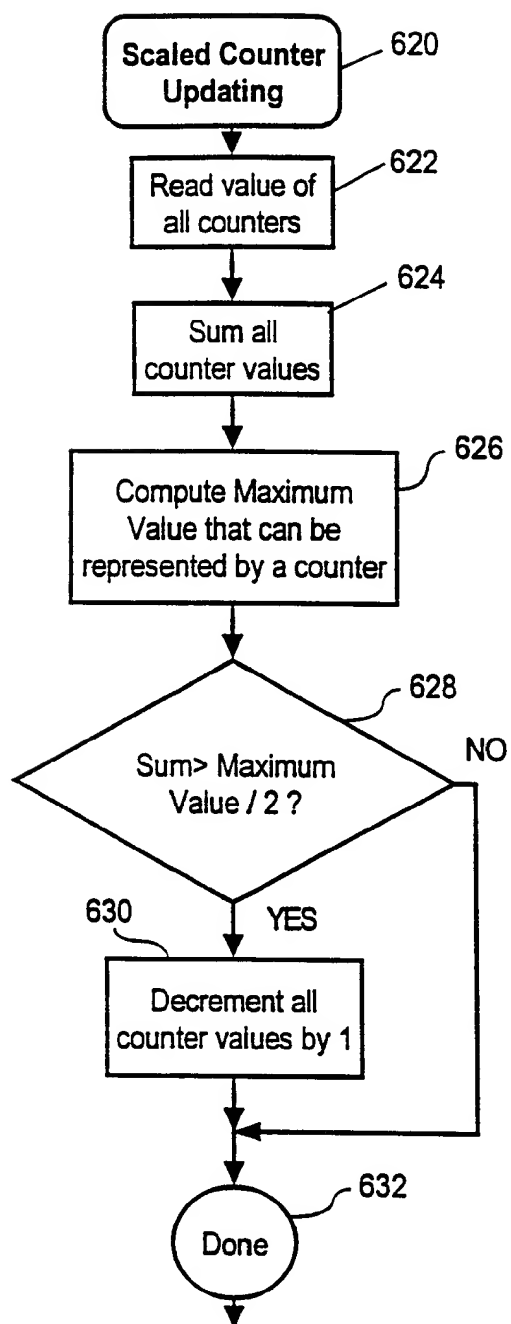 Scaled Counter
Updating
620
Read value of
all counters
622
Sum all
counter values
624
Compute Maximum
Value that can be
represented by a counter
626
Sum> Maximum
Value / 2 ?
628
NO
YES
630
Decrement all
counter values by 1
Done
632